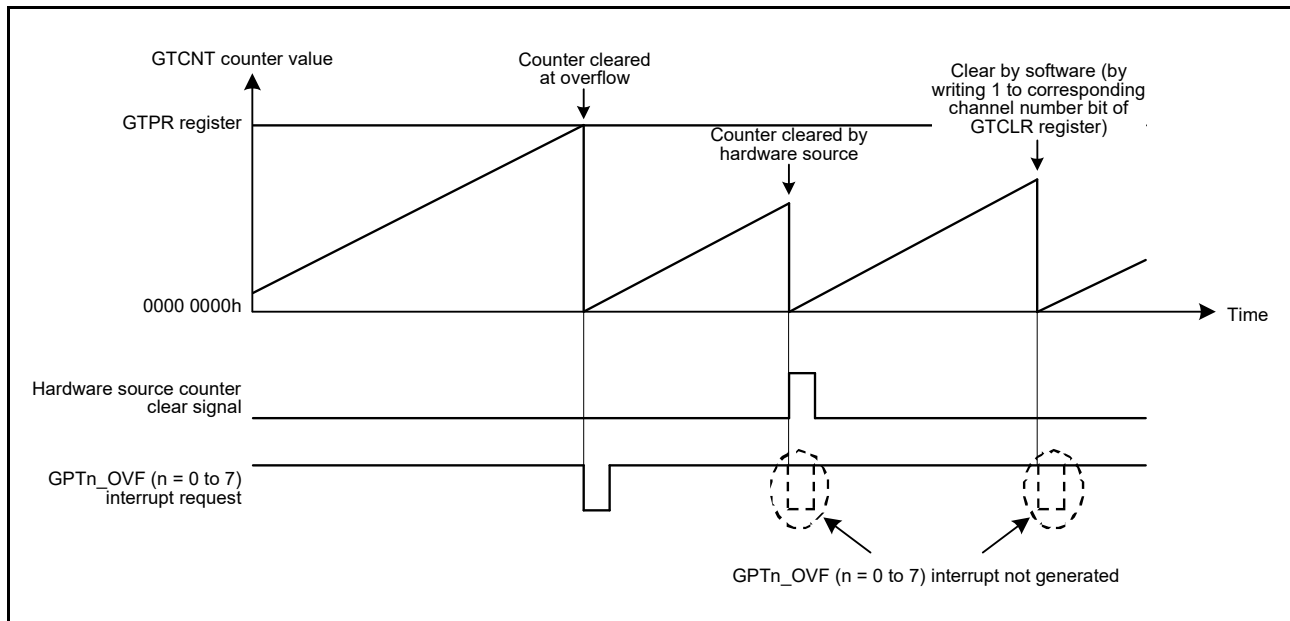 GTCNT counter value
Counter cleared
at overflow
Clear by software (by
writing 1 to corresponding
channel number bit of
GTCLR register)
GTPR register
Counter cleared by
hardware source
0000 0000h
Time
Hardware source counter
clear signal
GPTn_OVF (n = 0 to 7)
interrupt request
GPTn_OVF (n = 0 to 7) interrupt not generated